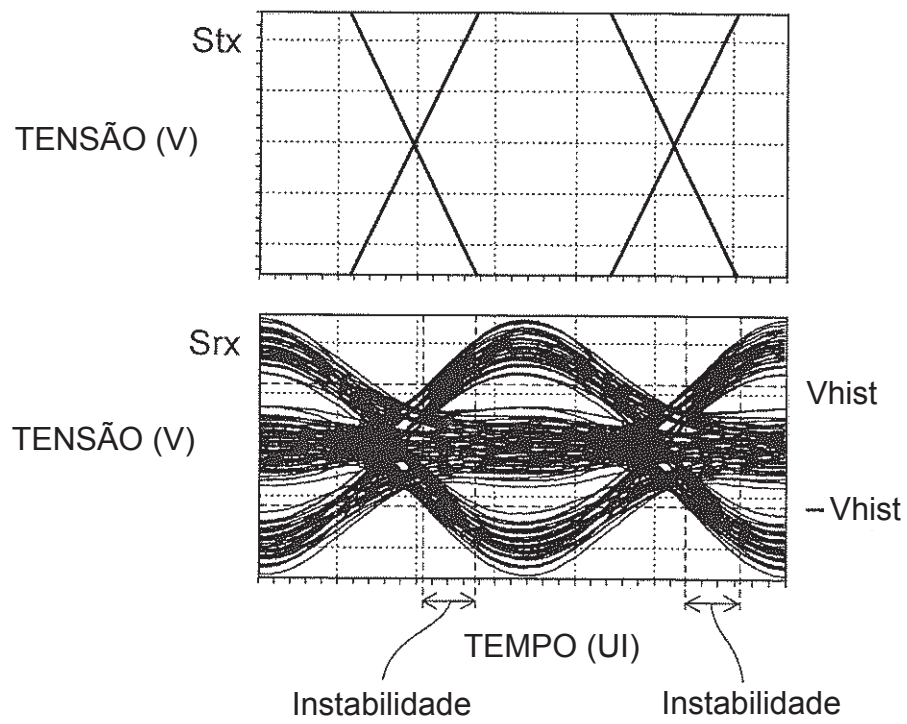 Stx
TENSÃO (V)
Srx
Vhist
TENSÃO (V)
– Vhist
TEMPO (UI)
Instabilidade
Instabilidade